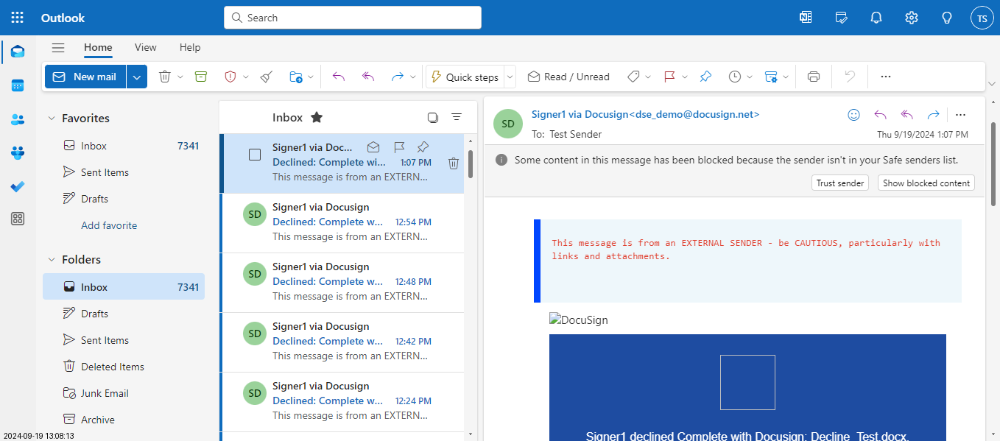 Outlook
Search
TS
Home
View
Help
New mail
Quick steps
Read / Unread
Favorites
Inbox 7341
Sent Items
Drafts
Add favorite
Folders
Inbox 7341
Drafts
Sent Items
Deleted Items
Junk Email
Archive
2024-09-19 13:08:13
Inbox
Signer1 via Doc...
Declined: Complete wi... 1:07 PM
This message is from an EXTERN...
SD
Signer1 via Docusign
Declined: Complete w... 12:54 PM
This message is from an EXTERN...
SD
Signer1 via Docusign
Declined: Complete w... 12:48 PM
This message is from an EXTERN...
SD
Signer1 via Docusign
Declined: Complete w... 12:42 PM
This message is from an EXTERN...
SD
Signer1 via Docusign
Declined: Complete w... 12:24 PM
This message is from an EXTERN...
SD
Signer1 via Docusign<dse_demo@docusign.net>
To: Test Sender
Thu 9/19/2024 1:07 PM
Some content in this message has been blocked because the sender isn't in your Safe senders list.
Trust sender
Show blocked content
This message is from an EXTERNAL SENDER - be CAUTIOUS, particularly with
links and attachments.
DocuSign
Signer1 declined Complete with Docusign: Decline_Test.docx.